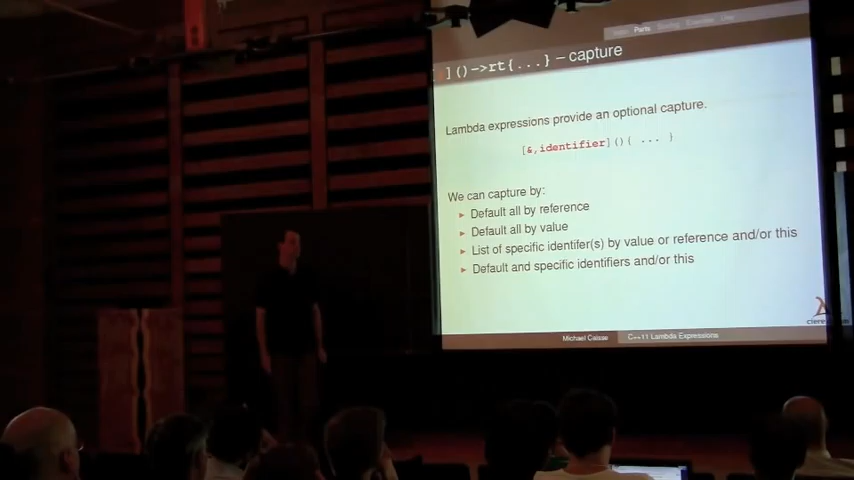 Parts
]()->rt{...} – capture
Lambda expressions provide an optional capture.
[&,identifier](){ ... }
We can capture by:
► Default all by reference
► Default all by value
► List of specific identifer(s) by value or reference and/or this
► Default and specific identifiers and/or this
Michael Caisse
C++11 Lambda Expressions